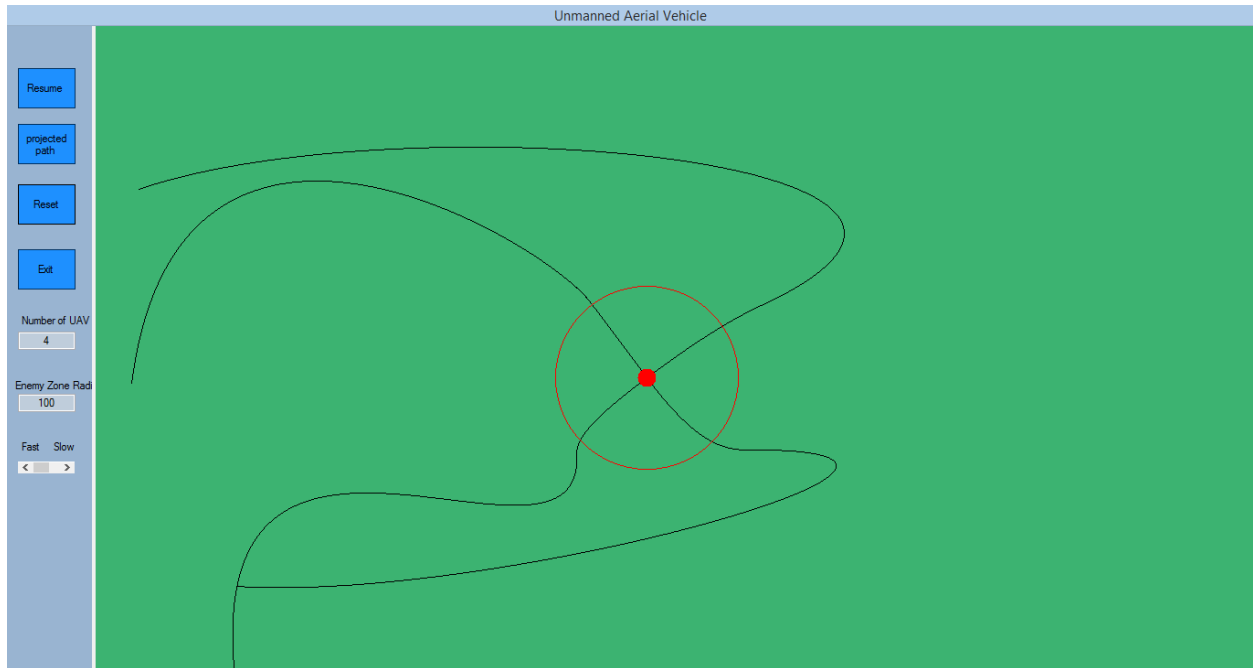 Unmanned Aerial Vehicle
Resume
projected
path
Reset
Exit
Number of UAV
4
Enemy Zone Radi
100
Fast Slow